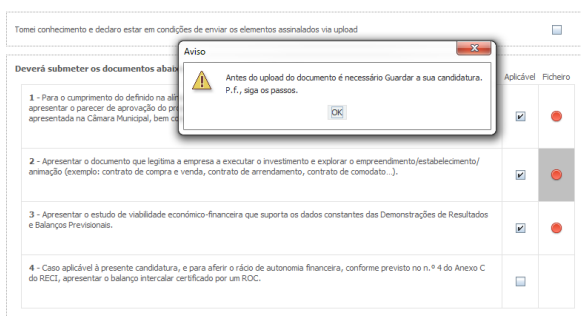 Tomei conhecimento e declaro estar em condições de enviar os elementos assinalados via upload
Aviso
Antes do upload do documento é necessário Guardar a sua candidatura.
P.f., siga os passos.
OK
Deverá submeter os documentos abai
Aplicável Ficheiro
1 - Para o cumprimento do definido na alín
apresentar o parecer de aprovação do pro
apresentada na Câmara Municipal, bem co
2 - Apresentar o documento que legitima a empresa a executar o investimento e explorar o empreendimento/estabelecimento/
animação (exemplo: contrato de compra e venda, contrato de arrendamento, contrato de comodato...).
3 - Apresentar o estudo de viabilidade económico-financeira que suporta os dados constantes das Demonstrações de Resultados
e Balanços Previsionais.
4 - Caso aplicável à presente candidatura, e para aferir o rácio de autonomia financeira, conforme previsto no n.º 4 do Anexo C
do RECI, apresentar o balanço intercalar certificado por um ROC.